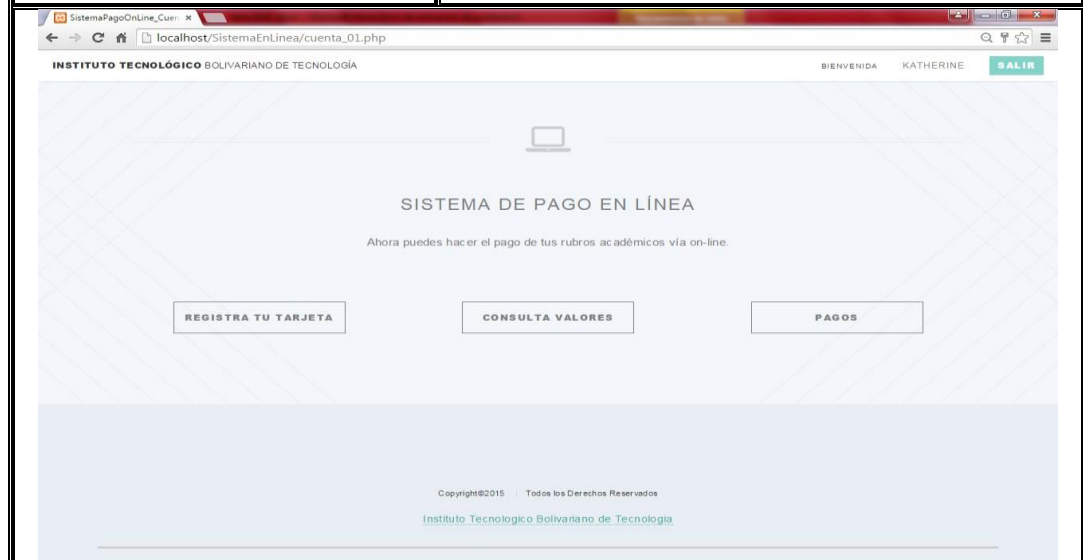 SistemaPagoOnLine_Cuen
localhost/SistemaEnLinea/cuenta_01.php
INSTITUTO TECNOLÓGICO BOLIVARIANO DE TECNOLOGÍA BIENVENIDA KATHERINE SALIR
SISTEMA DE PAGO EN LÍNEA
Ahora puedes hacer el pago de tus rubros académicos vía on-line.
REGISTRA TU TARJETA CONSULTA VALORES PAGOS
Copyright©2015 Todos los Derechos Reservados
Instituto Tecnologico Bolivariano de Tecnologia